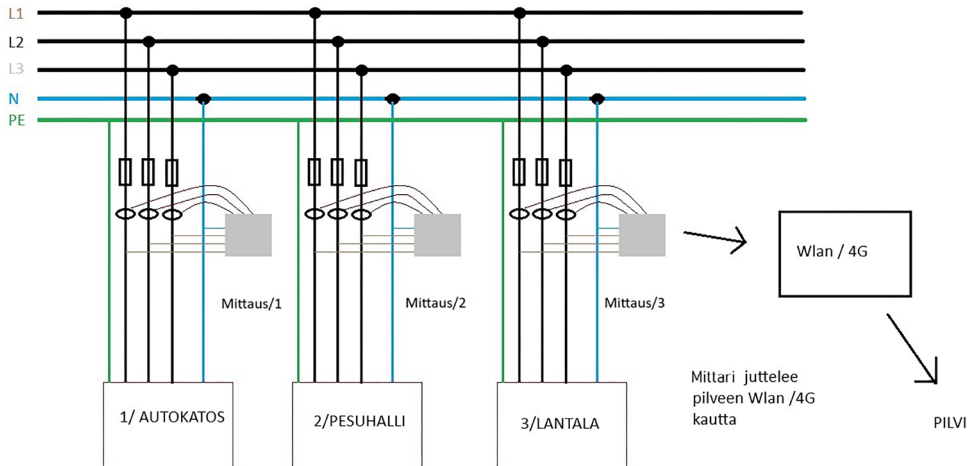 L1
L2
L3
N
PE
Mittaus/1
Mittaus/2
Mittaus/3
Wlan / 4G
Mittari juttelee
pilveen Wlan /4G
kautta
PILVI
1/ AUTOKATOS
2/PESUHALLI
3/LANTALA